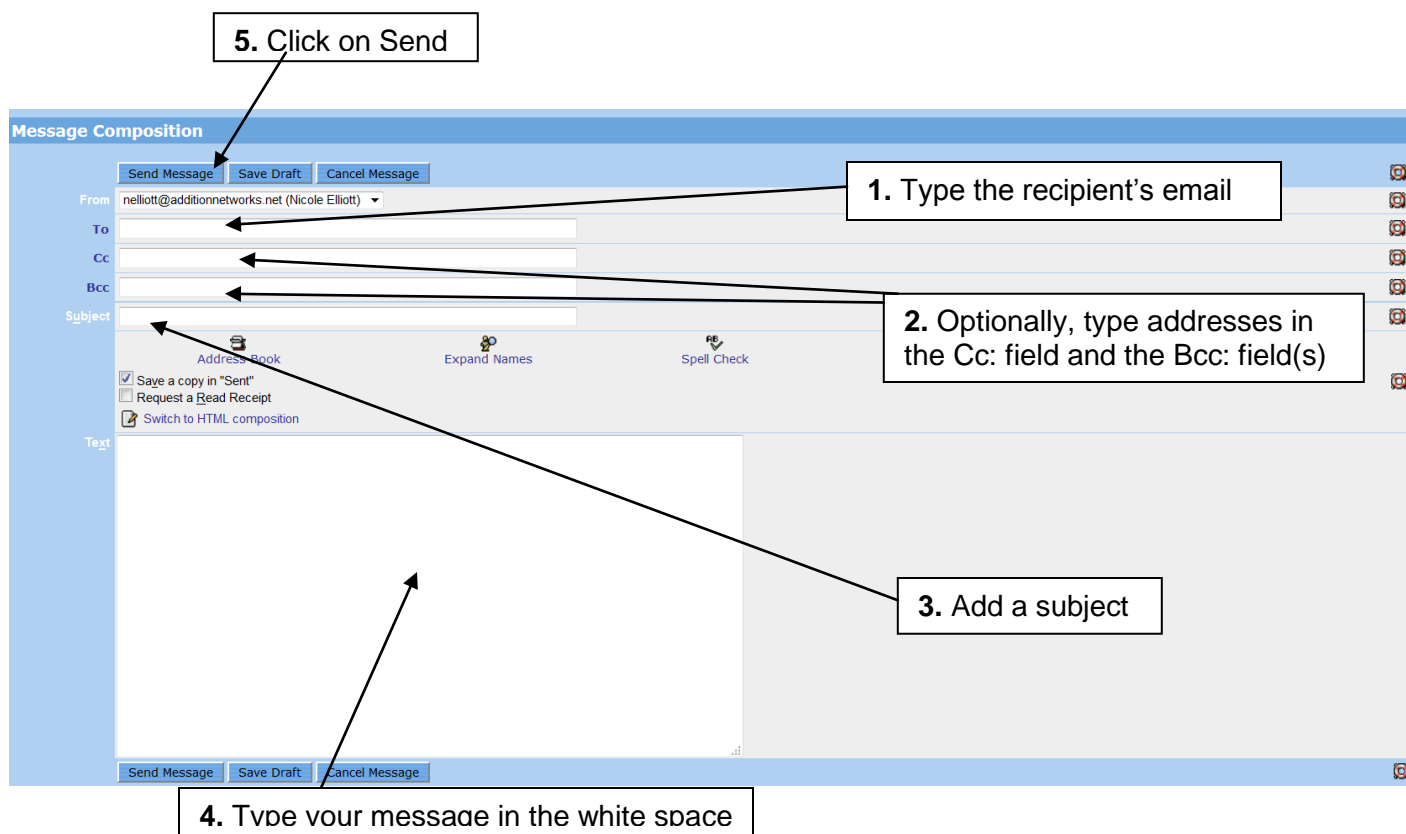 5. Click on Send
Message Composition
Send Message Save Draft Cancel Message
1. Type the recipient’s email
From nelliott@additionnetworks.net (Nicole Elliott)
To
Cc
Bcc
Subject
2. Optionally, type addresses in
the Cc: field and the Bcc: field(s)
Address Book Expand Names Spell Check
Save a copy in "Sent"
Request a Read Receipt
Switch to HTML composition
Text
3. Add a subject
Send Message Save Draft Cancel Message
4. Type your message in the white space